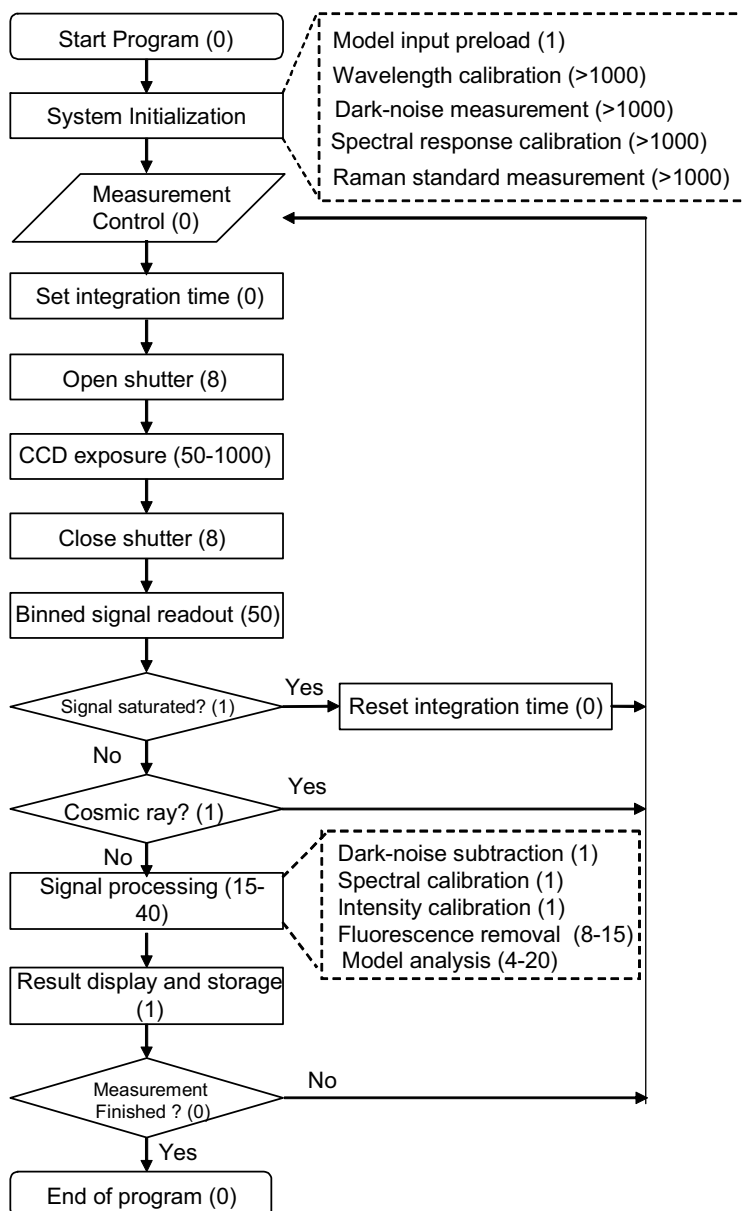 Start Program (0)
System Initialization
Model input preload (1)
Wavelength calibration (>1000)
Dark-noise measurement (>1000)
Spectral response calibration (>1000)
Raman standard measurement (>1000)
Measurement
Control (0)
Set integration time (0)
Open shutter (8)
CCD exposure (50-1000)
Close shutter (8)
Binned signal readout (50)
Signal saturated? (1)
Yes
Reset integration time (0)
No
Cosmic ray? (1)
Yes
No
Signal processing (15-
40)
Dark-noise subtraction (1)
Spectral calibration (1)
Intensity calibration (1)
Fluorescence removal (8-15)
Model analysis (4-20)
Result display and storage
(1)
Measurement
Finished ? (0)
No
Yes
End of program (0)